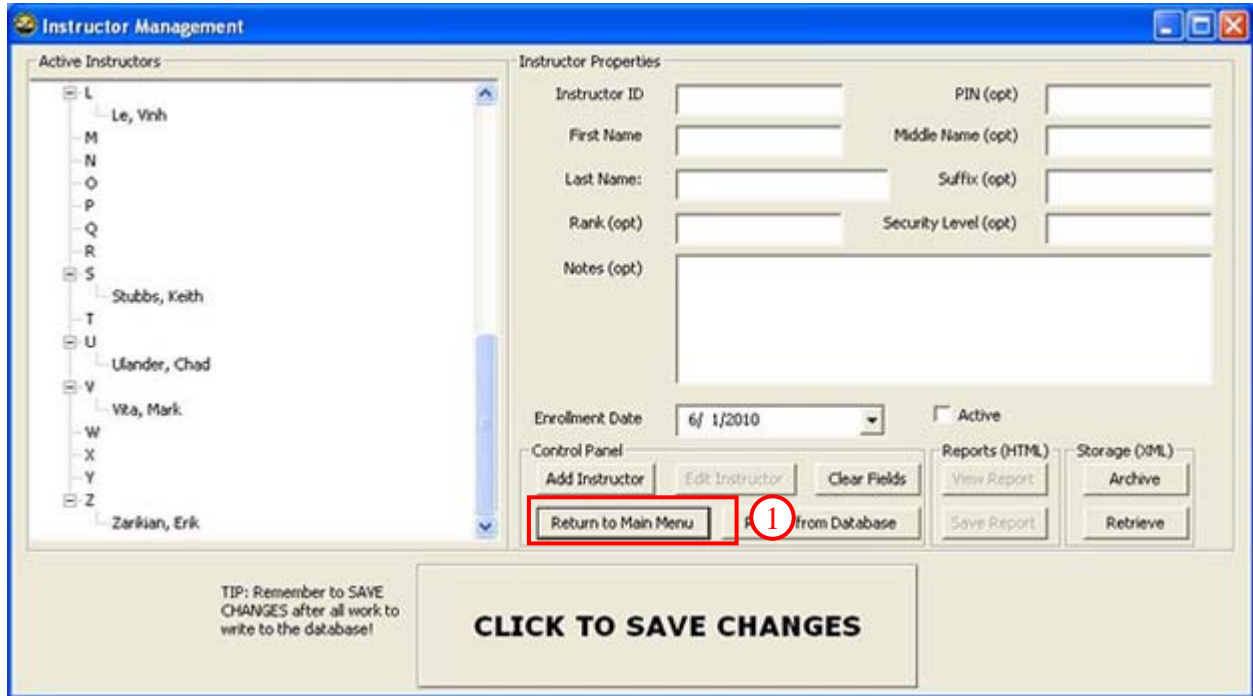 Instructor Management
Active Instructors
L
Le, Vinh
M
N
O
P
Q
R
S
Stubbs, Keith
T
U
Ulander, Chad
V
Vita, Mark
W
X
Y
Z
Zarikian, Erik
Instructor Properties
Instructor ID
PIN (opt)
First Name
Middle Name (opt)
Last Name:
Suffix (opt)
Rank (opt)
Security Level (opt)
Notes (opt)
Enrollment Date
6/ 1/2010
Active
Control Panel
Reports (HTML)
Storage (XML)
Add Instructor
Edit Instructor
Clear Fields
View Report
Archive
Return to Main Menu
1
from Database
Save Report
Retrieve
TIP: Remember to SAVE
CHANGES after all work to
write to the database!
CLICK TO SAVE CHANGES